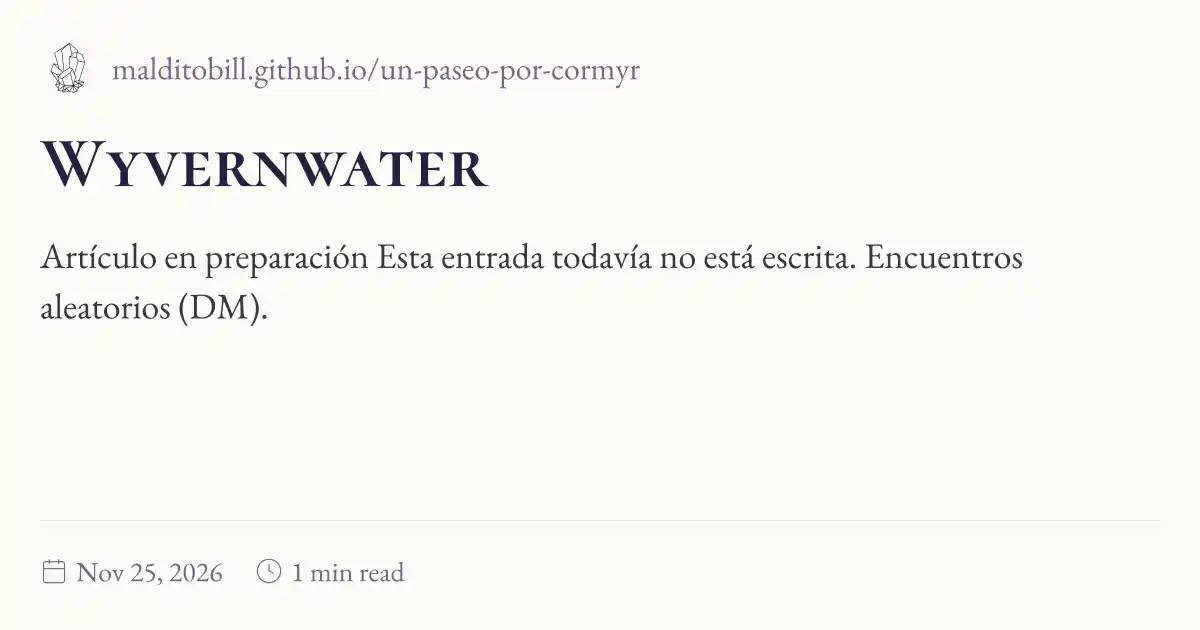 malditobill.github.io/un-paseo-por-cormyr
Wyvernwater
Artículo en preparación Esta entrada todavía no está escrita. Encuentros
aleatorios (DM).
Nov 25, 2026 1 min read